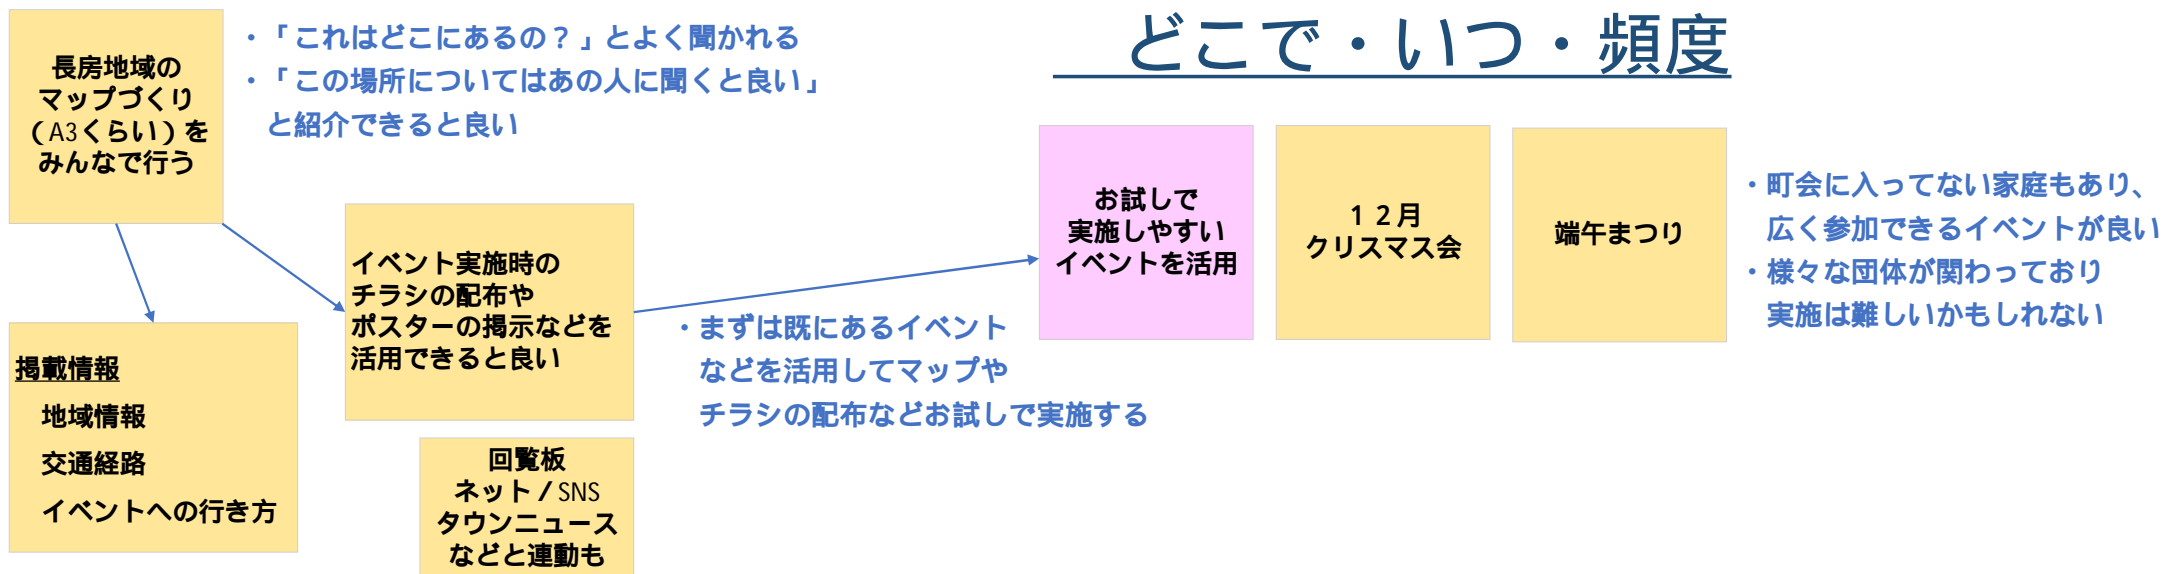 長房地域の
マップづくり
（A3くらい）を
みんなで行う
・「これはどこにあるの？」とよく聞かれる
・「この場所についてはあの人に聞くと良い」
と紹介できると良い
掲載情報
地域情報
交通経路
イベントへの行き方
イベント実施時の
チラシの配布や
ポスターの掲示などを
活用できると良い
回覧板
ネット／SNS
タウンニュース
などと連動も
・まずは既にあるイベント
などを活用してマップや
チラシの配布などお試しで実施する
どこで・いつ・頻度
お試しで
実施しやすい
イベントを活用
１２月
クリスマス会
端午まつり
・町会に入ってない家庭もあり、
広く参加できるイベントが良い
・様々な団体が関わっており
実施は難しいかもしれない